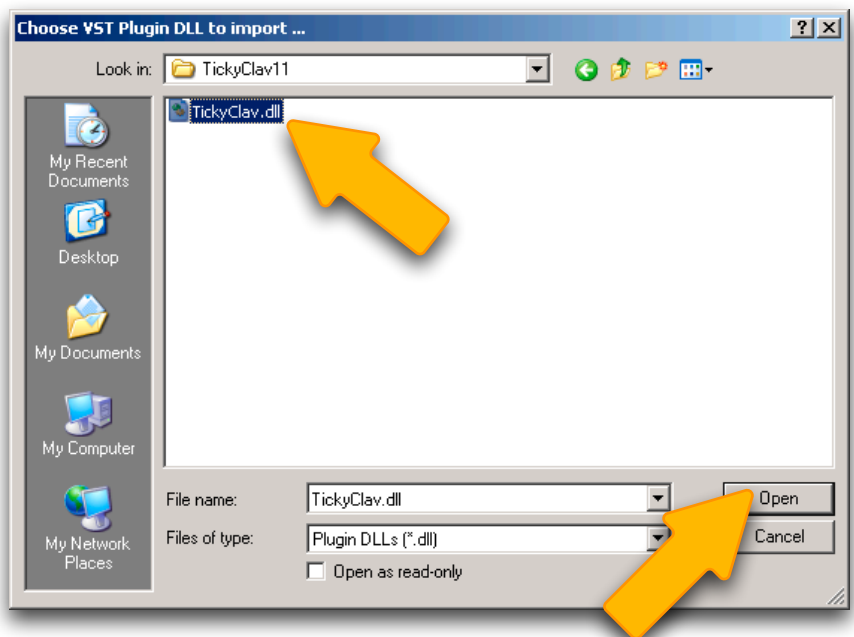 Choose VST Plugin DLL to import ...
Look in: TickyClav11
TickyClav.dll
My Recent
Documents
Desktop
My Documents
My Computer
My Network
Places
File name: TickyClav.dll Open
Files of type: Plugin DLLs (*.dll) Cancel
Open as read-only